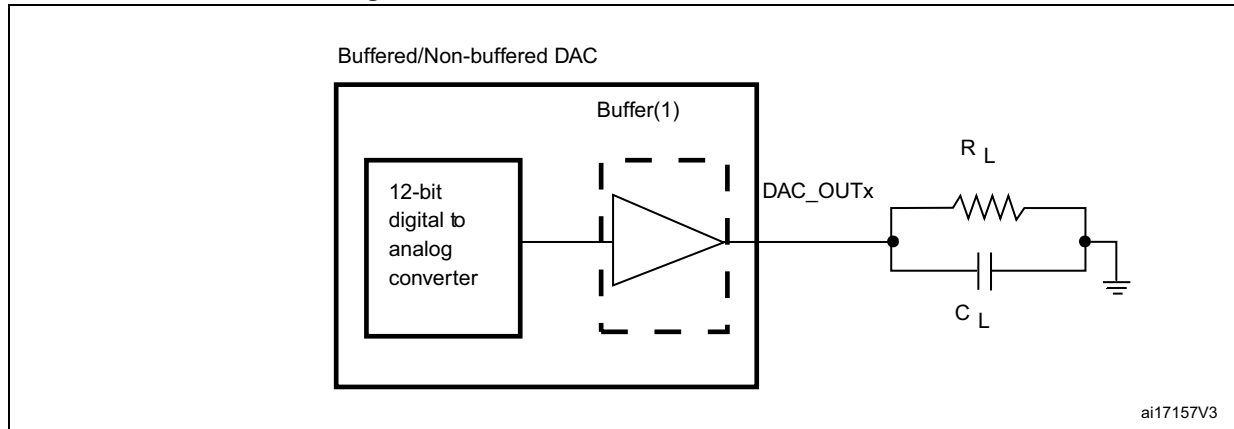 Buffered/Non-buffered DAC
Buffer(1)
12-bit
digital to
analog
converter
DAC_OUTx
R L
C L
ai17157V3